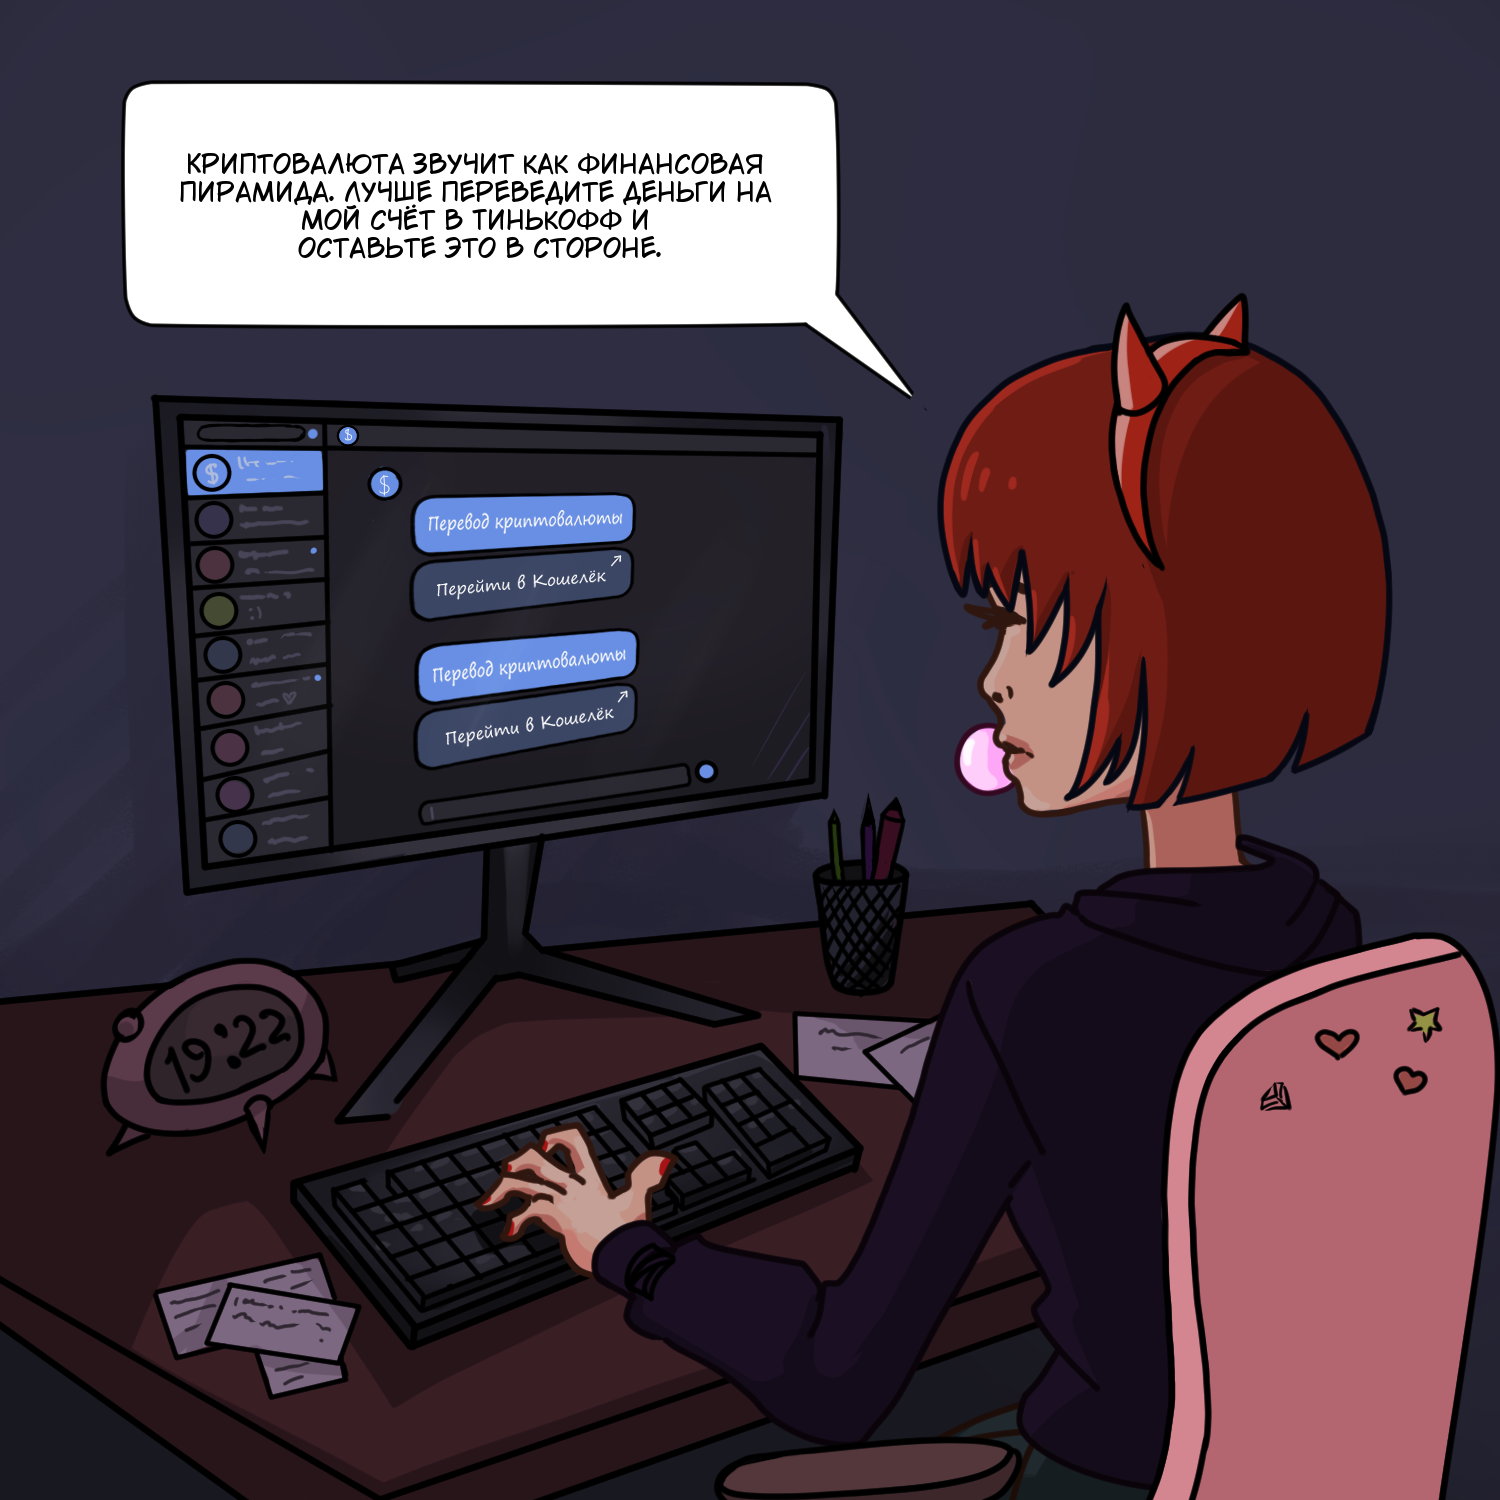 КРИПТОВАЛЮТА ЗВУЧИТ КАК ФИНАНСОВАЯ
ПИРАМИДА. ЛУЧШЕ ПЕРЕВЕДИТЕ ДЕНЬГИ НА
МОЙ СЧЁТ В ТИНЬКОФФ И
ОСТАВЬТЕ ЭТО В СТОРОНЕ.
$
$
$
Перевод криптовалюты
Перейти в Кошелёк
:)
Перевод криптовалюты
Перейти в Кошелёк
19:22